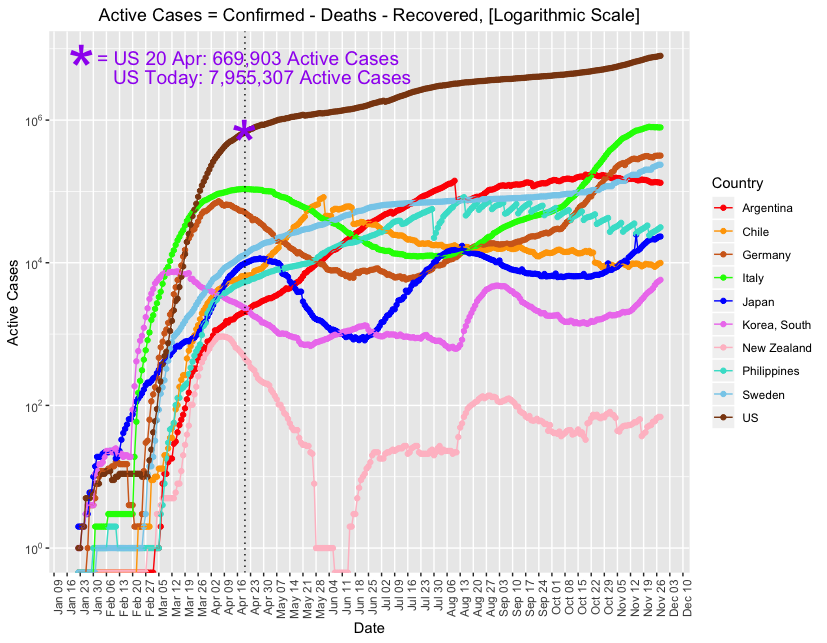 Active Cases = Confirmed - Deaths - Recovered, [Logarithmic Scale]
* = US 20 Apr: 669,903 Active Cases
US Today: 7,955,307 Active Cases
Active Cases
10^6
10^4
10^2
10^0
Jan 09
Jan 16
Jan 23
Jan 30
Feb 06
Feb 13
Feb 20
Feb 27
Mar 05
Mar 12
Mar 19
Mar 26
Apr 02
Apr 09
Apr 16
Apr 23
Apr 30
May 07
May 14
May 21
May 28
Jun 04
Jun 11
Jun 18
Jun 25
Jul 02
Jul 09
Jul 16
Jul 23
Jul 30
Aug 06
Aug 13
Aug 20
Aug 27
Sep 03
Sep 10
Sep 17
Sep 24
Oct 01
Oct 08
Oct 15
Oct 22
Oct 29
Nov 05
Nov 12
Nov 19
Nov 26
Dec 03
Dec 10
Date
Country
Argentina
Chile
Germany
Italy
Japan
Korea, South
New Zealand
Philippines
Sweden
US